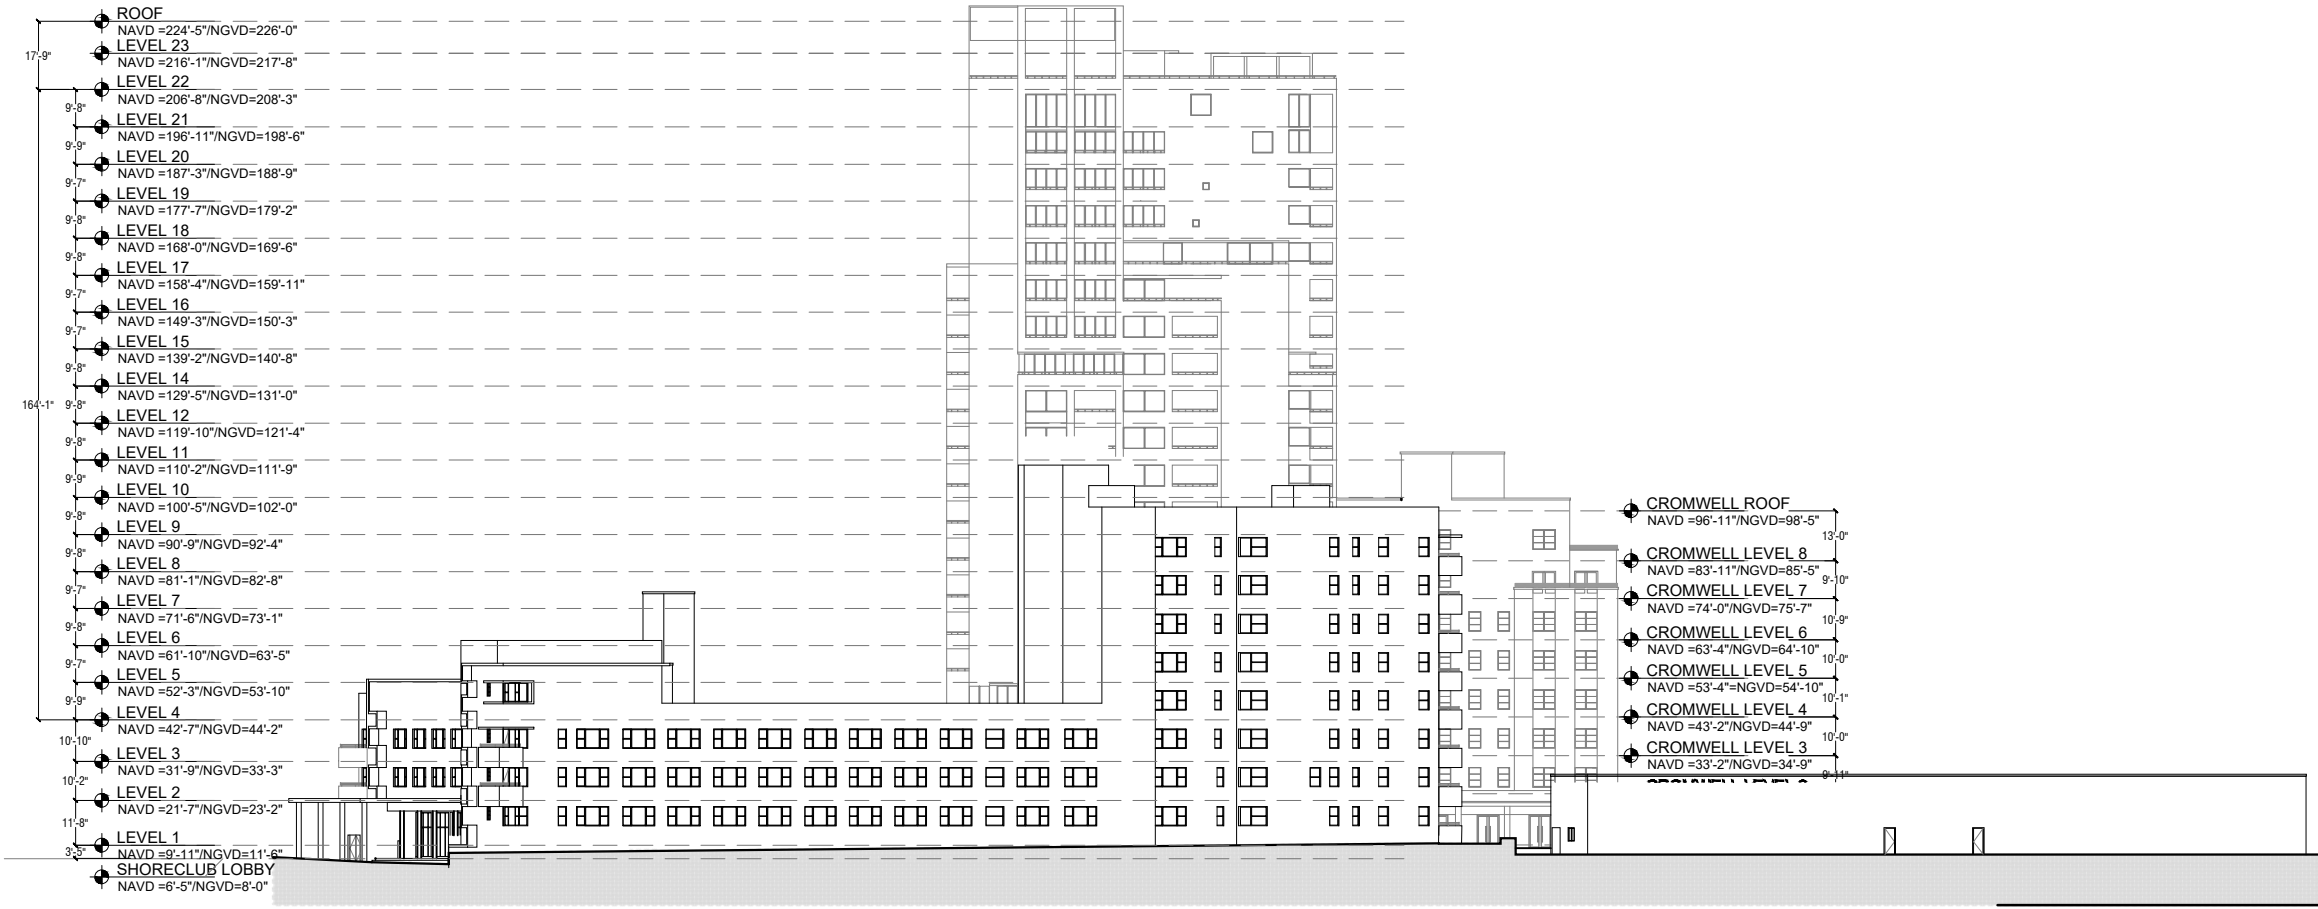 ROOF
NAVD =224'-5"/NGVD=226'-0"
LEVEL 23
NAVD =216'-1"/NGVD=217'-8"
17'-9"
LEVEL 22
NAVD =206'-8"/NGVD=208'-3"
9'-8"
LEVEL 21
NAVD =196'-11"/NGVD=198'-6"
9'-9"
LEVEL 20
NAVD =187'-3"/NGVD=188'-9"
9'-7"
LEVEL 19
NAVD =177'-7"/NGVD=179'-2"
9'-8"
LEVEL 18
NAVD =168'-0"/NGVD=169'-6"
9'-8"
LEVEL 17
NAVD =158'-4"/NGVD=159'-11"
9'-7"
LEVEL 16
NAVD =149'-3"/NGVD=150'-3"
9'-7"
LEVEL 15
NAVD =139'-2"/NGVD=140'-8"
9'-8"
LEVEL 14
NAVD =129'-5"/NGVD=131'-0"
164'-1"
9'-8"
LEVEL 12
NAVD =119'-10"/NGVD=121'-4"
9'-8"
LEVEL 11
NAVD =110'-2"/NGVD=111'-9"
9'-9"
LEVEL 10
NAVD =100'-5"/NGVD=102'-0"
9'-8"
LEVEL 9
NAVD =90'-9"/NGVD=92'-4"
9'-8"
LEVEL 8
NAVD =81'-1"/NGVD=82'-8"
9'-7"
LEVEL 7
NAVD =71'-6"/NGVD=73'-1"
9'-8"
LEVEL 6
NAVD =61'-10"/NGVD=63'-5"
9'-7"
LEVEL 5
NAVD =52'-3"/NGVD=53'-10"
9'-9"
LEVEL 4
NAVD =42'-7"/NGVD=44'-2"
10'-10"
LEVEL 3
NAVD =31'-9"/NGVD=33'-3"
10'-2"
LEVEL 2
NAVD =21'-7"/NGVD=23'-2"
11'-8"
LEVEL 1
NAVD =9'-11"/NGVD=11'-6"
3'-5"
SHORECLUB LOBBY
NAVD =6'-5"/NGVD=8'-0"
CROMWELL ROOF
NAVD =96'-11"/NGVD=98'-5"
13'-0"
CROMWELL LEVEL 8
NAVD =83'-11"/NGVD=85'-5"
9'-10"
CROMWELL LEVEL 7
NAVD =74'-0"/NGVD=75'-7"
10'-9"
CROMWELL LEVEL 6
NAVD =63'-4"/NGVD=64'-10"
10'-0"
CROMWELL LEVEL 5
NAVD =53'-4"=NGVD=54'-10"
10'-1"
CROMWELL LEVEL 4
NAVD =43'-2"/NGVD=44'-9"
10'-0"
CROMWELL LEVEL 3
NAVD =33'-2"/NGVD=34'-9"
9'-11"